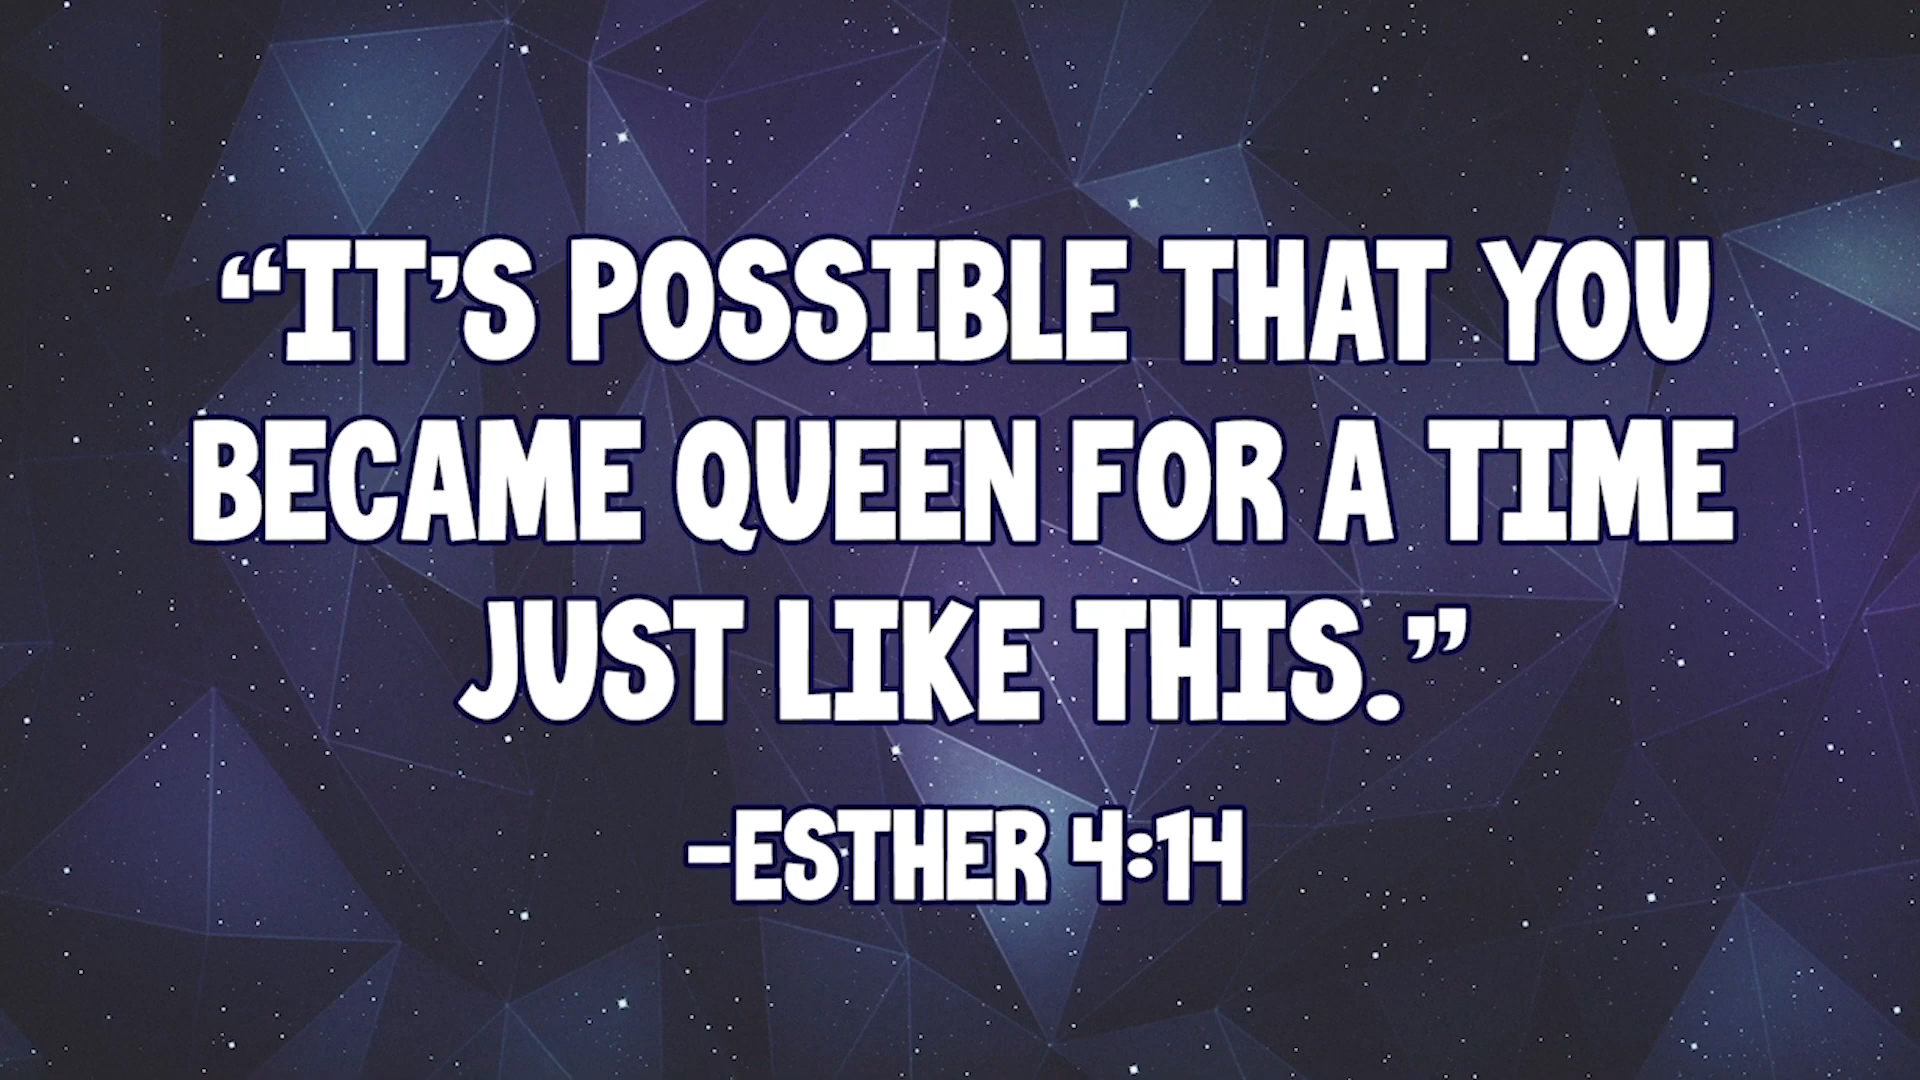 “IT’S POSSIBLE THAT YOU
BECAME QUEEN FOR A TIME
JUST LIKE THIS.”
-ESTHER 4:14